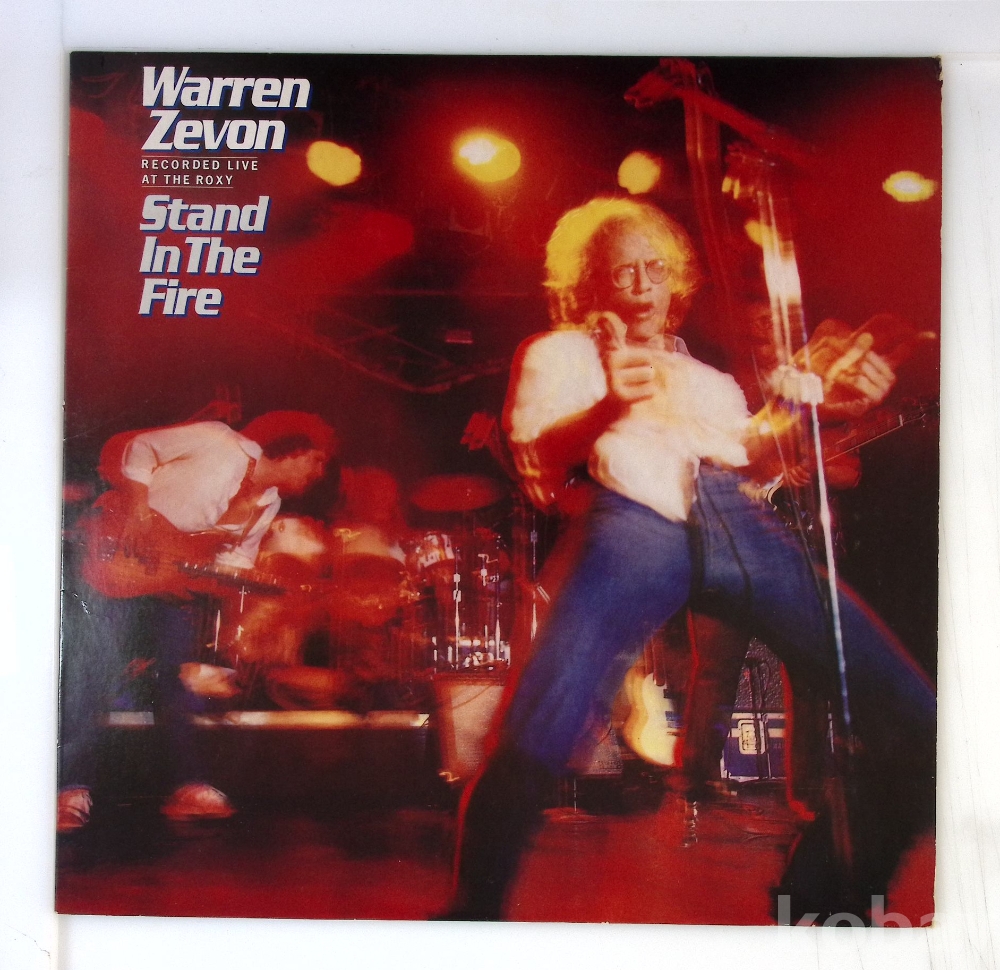 Warren
Zevon
RECORDED LIVE
AT THE ROXY
Stand
In The
Fire